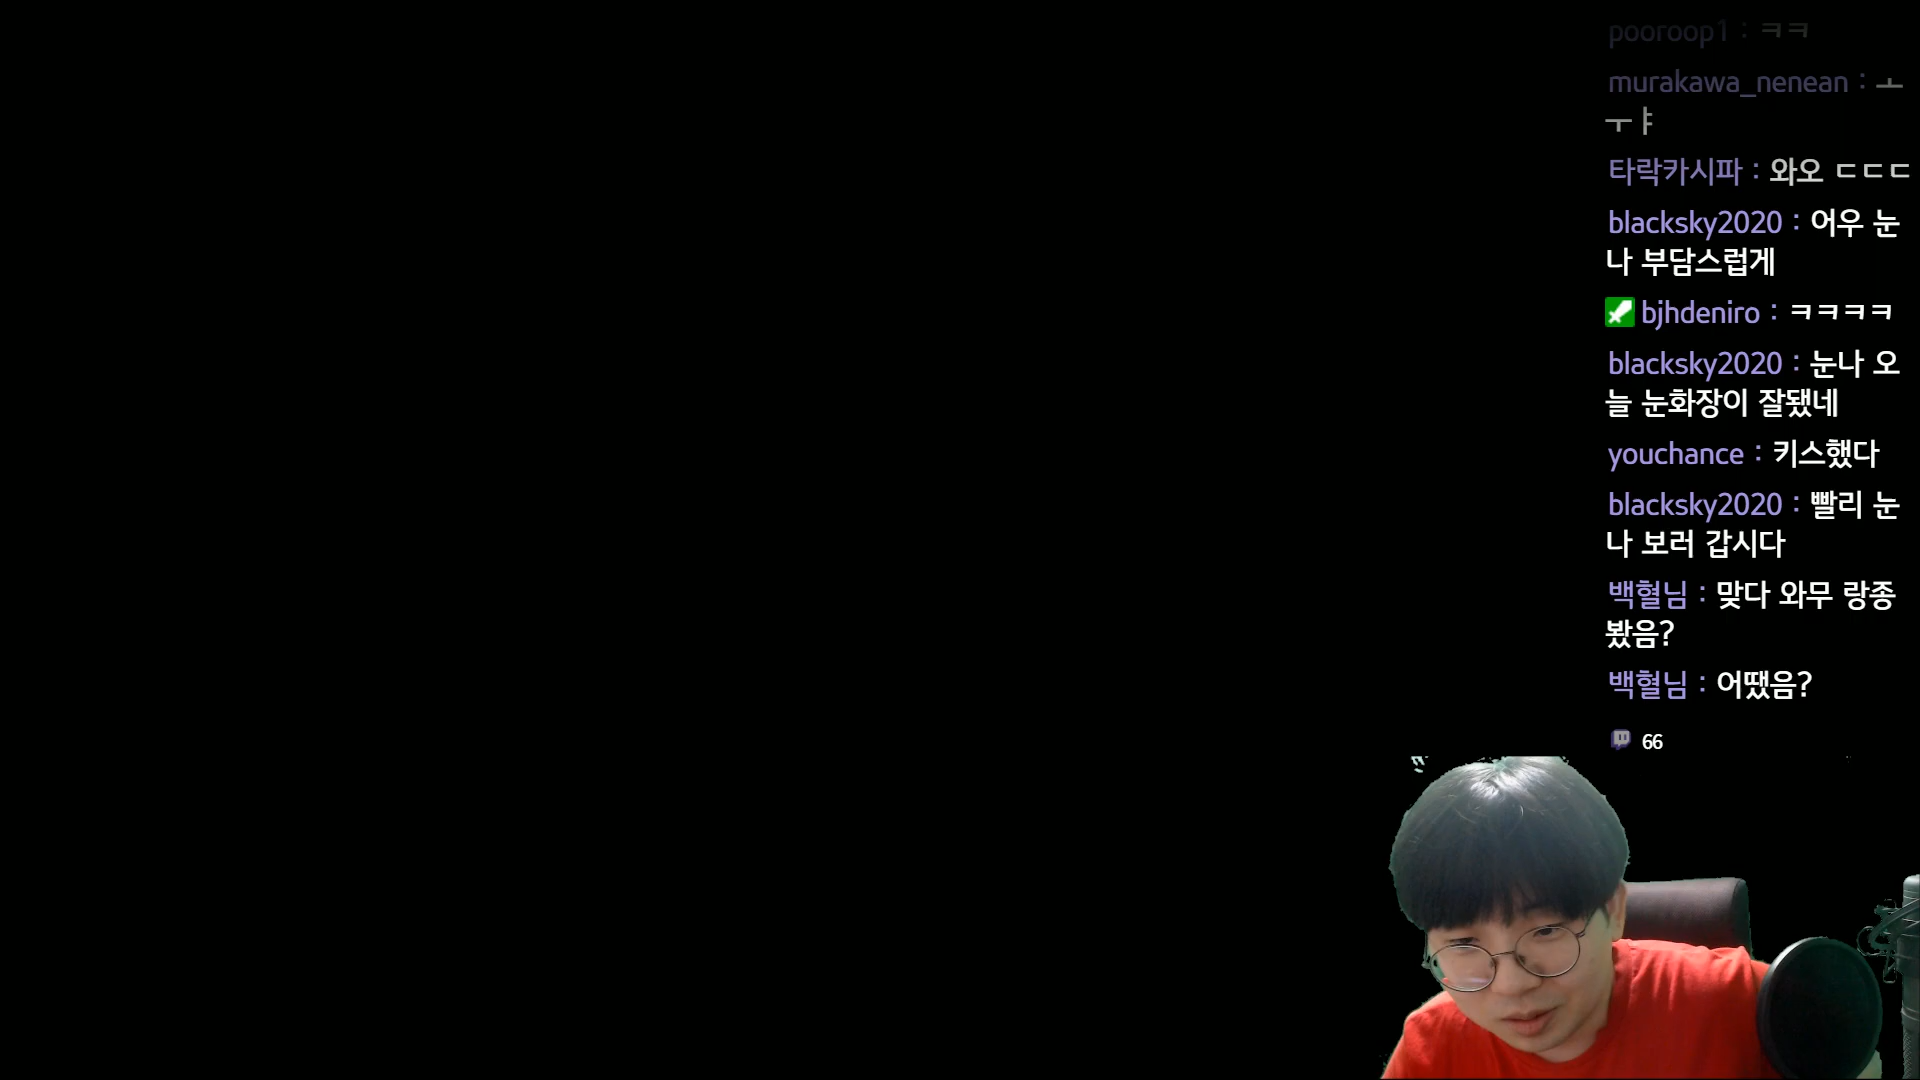 pooroop1 : ㅋㅋ
murakawa_nenean : ㅗ
ㅜㅑ
타락카시파 : 와오 ㄷㄷㄷ
blacksky2020 : 어우 눈
나 부담스럽게
bjhdeniro : ㅋㅋㅋㅋ
blacksky2020 : 눈나 오
늘 눈화장이 잘됐네
youchance : 키스했다
blacksky2020 : 빨리 눈
나 보러 갑시다
백혈님 : 맞다 와무 랑종
봤음?
백혈님 : 어땠음?
66